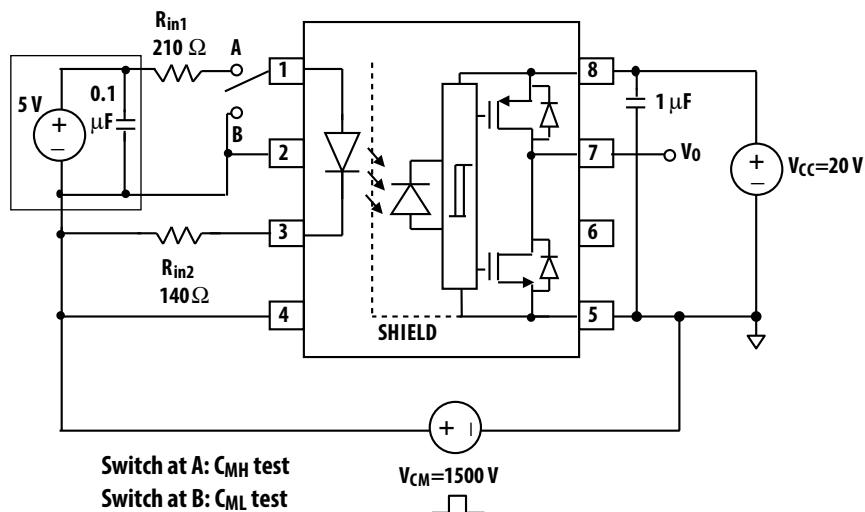 Rin1
210 Ω
A
1
8
5 V
0.1
μF
1 μF
B
+
−
2
7
VO
+
−
VCC=20 V
3
6
Rin2
140Ω
4
5
SHIELD
+ −
Switch at A: CMH test
VCM=1500 V
Switch at B: CML test